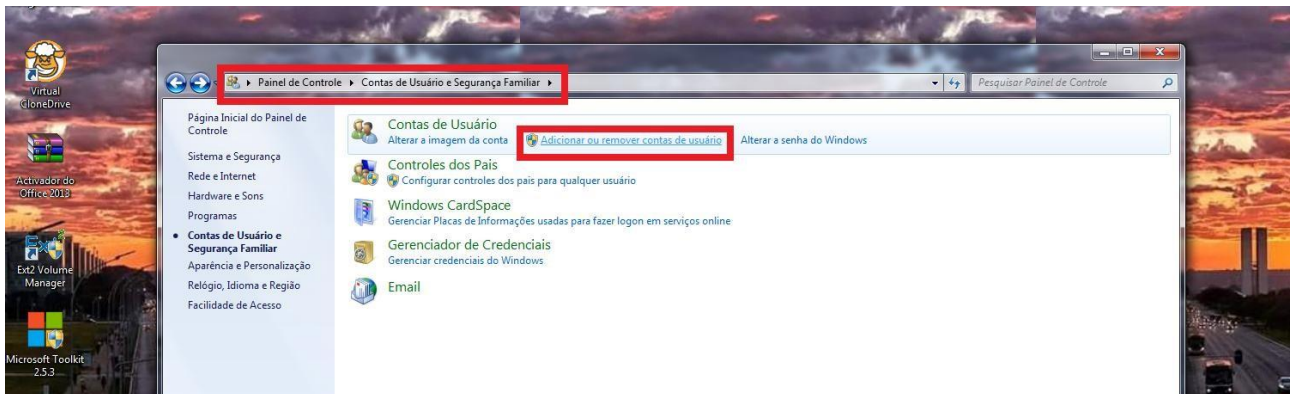 Virtual
CloneDrive
Activador do
Office 2013
Ext2 Volume
Manager
Microsoft Toolkit
2.5.3
Painel de Controle
Contas de Usuário e Segurança Familiar
Pesquisar Painel de Controle
Página Inicial do Painel de
Controle
Sistema e Segurança
Rede e Internet
Hardware e Sons
Programas
Contas de Usuário e
Segurança Familiar
Aparência e Personalização
Relógio, Idioma e Região
Facilidade de Acesso
Contas de Usuário
Alterar a imagem da conta Adicionar ou remover contas de usuário Alterar a senha do Windows
Controles dos Pais
Configurar controles dos pais para qualquer usuário
Windows CardSpace
Gerenciar Placas de Informações usadas para fazer logon em serviços online
Gerenciador de Credenciais
Gerenciar credenciais do Windows
Email